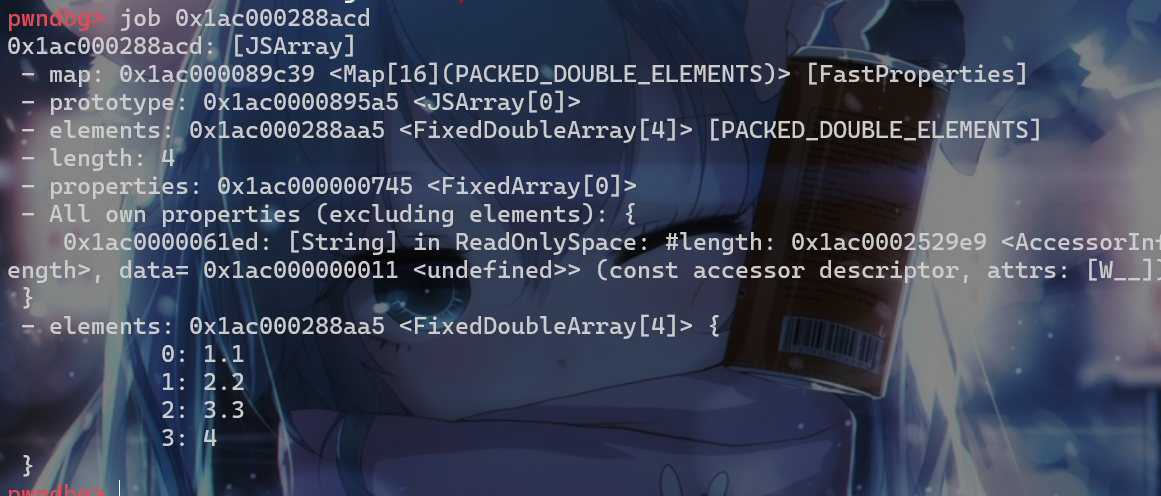 pwndbg> job 0x1ac000288acd
0x1ac000288acd: [JSArray]
 - map: 0x1ac000089c39 <Map[16](PACKED_DOUBLE_ELEMENTS)> [FastProperties]
 - prototype: 0x1ac0000895a5 <JSArray[0]>
 - elements: 0x1ac000288aa5 <FixedDoubleArray[4]> [PACKED_DOUBLE_ELEMENTS]
 - length: 4
 - properties: 0x1ac000000745 <FixedArray[0]>
 - All own properties (excluding elements): {
    0x1ac0000061ed: [String] in ReadOnlySpace: #length: 0x1ac0002529e9 <AccessorInf
ength>, data= 0x1ac000000011 <undefined>> (const accessor descriptor, attrs: [W__]
 }
 - elements: 0x1ac000288aa5 <FixedDoubleArray[4]> {
           0: 1.1
           1: 2.2
           2: 3.3
           3: 4
 }
pwndbg>